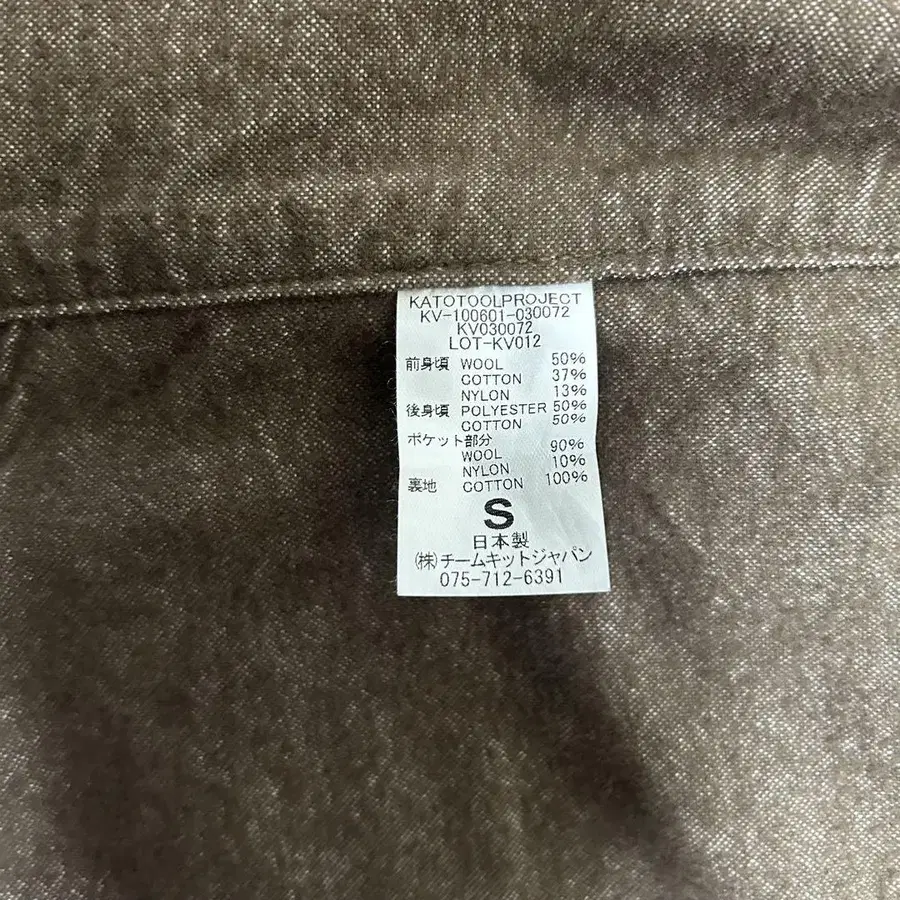 KATOTOOLPROJECT
KV-100601-030072
KV030072
LOT-KV012
前身頃 WOOL 50%
COTTON 37%
NYLON 13%
後身頃 POLYESTER 50%
COTTON 50%
ポケット部分
WOOL 90%
NYLON 10%
裏地 COTTON 100%
S
日本製
(株)チームキットジャパン
075-712-6391